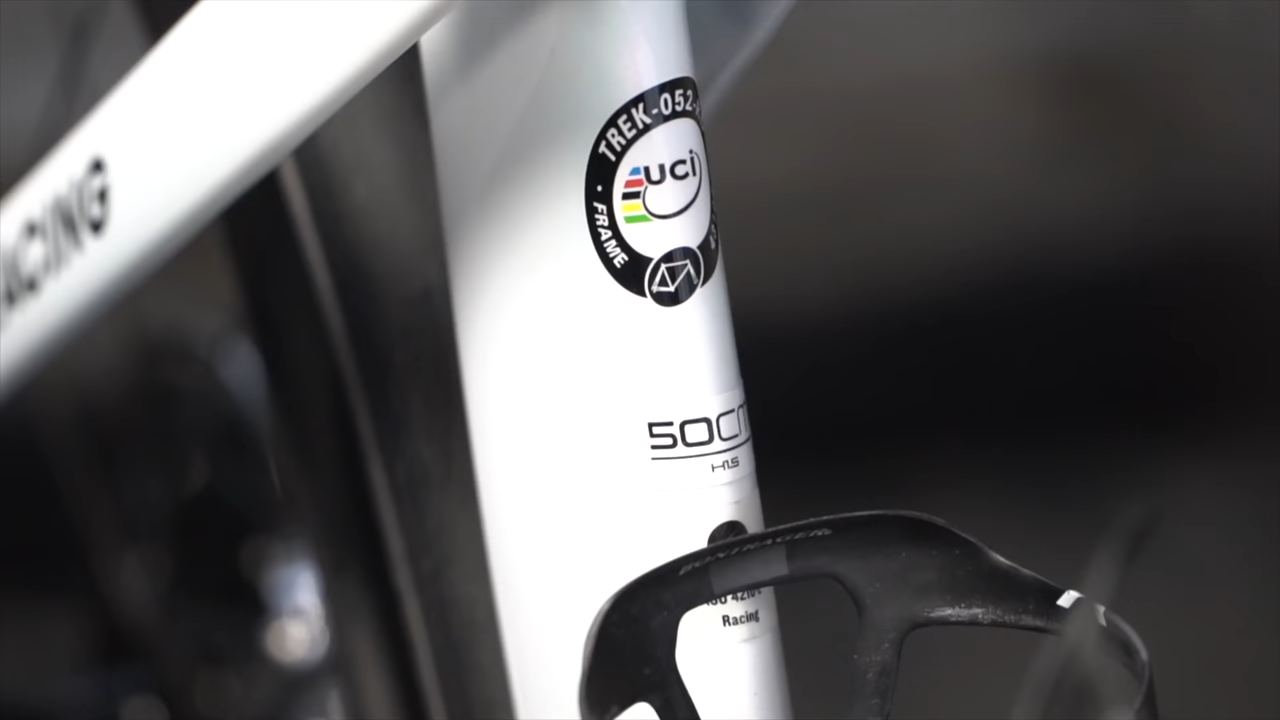 RACING
TREK-052-
UCI
FRAME
50CM
H1.5
BONTRAGER
Racing